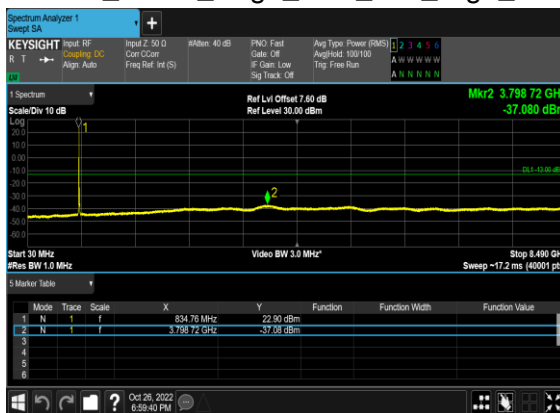 Spectrum Analyzer 1
Swept SA
KEYSIGHT
R T
Input: RF
Coupling: DC
Align: Auto
Input Z: 50 Ω
Corr CCorr
Freq Ref: Int (S)
#Atten: 40 dB
PNO: Fast
Gate: Off
IF Gain: Low
Sig Track: Off
Avg Type: Power (RMS)
Avg|Hold: 100/100
Trig: Free Run
1 2 3 4 5 6
A W W W W W
A N N N N N
1 Spectrum
Scale/Div 10 dB
Log
Ref Lvl Offset 7.60 dB
Ref Level 30.00 dBm
Mkr2 3.798 72 GH
-37.080 dBr
1
20.0
10.0
0.00
-10.0
DL1 -13.00 dB
-20.0
-30.0
2
-40.0
-50.0
-60.0
Start 30 MHz
#Res BW 1.0 MHz
Video BW 3.0 MHz*
Stop 8.490 GH
Sweep ~17.2 ms (40001 pt
5 Marker Table
Mode Trace Scale X Y Function Function Width Function Value
1 N 1 f 834.76 MHz 22.90 dBm
2 N 1 f 3.798 72 GHz -37.08 dBm
3
4
5
6
?
Oct 26, 2022
6:59:40 PM